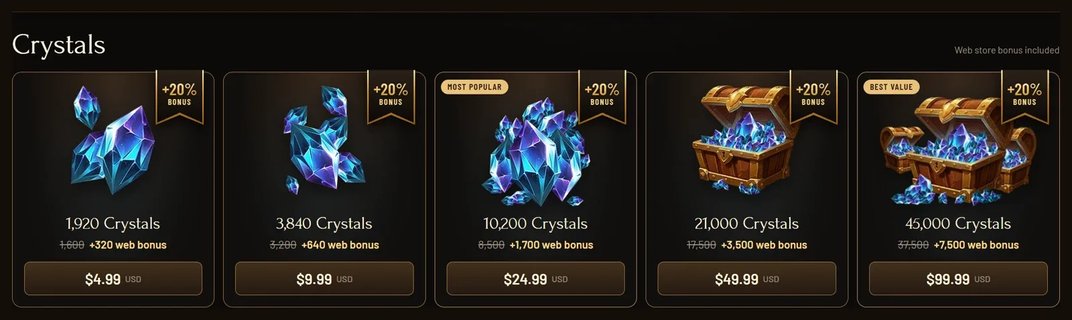 Crystals
Web store bonus included
+20%
BONUS
1,920 Crystals
1,600 +320 web bonus
$4.99 USD
+20%
BONUS
3,840 Crystals
3,200 +640 web bonus
$9.99 USD
MOST POPULAR
+20%
BONUS
10,200 Crystals
8,500 +1,700 web bonus
$24.99 USD
+20%
BONUS
21,000 Crystals
17,500 +3,500 web bonus
$49.99 USD
BEST VALUE
+20%
BONUS
45,000 Crystals
37,500 +7,500 web bonus
$99.99 USD